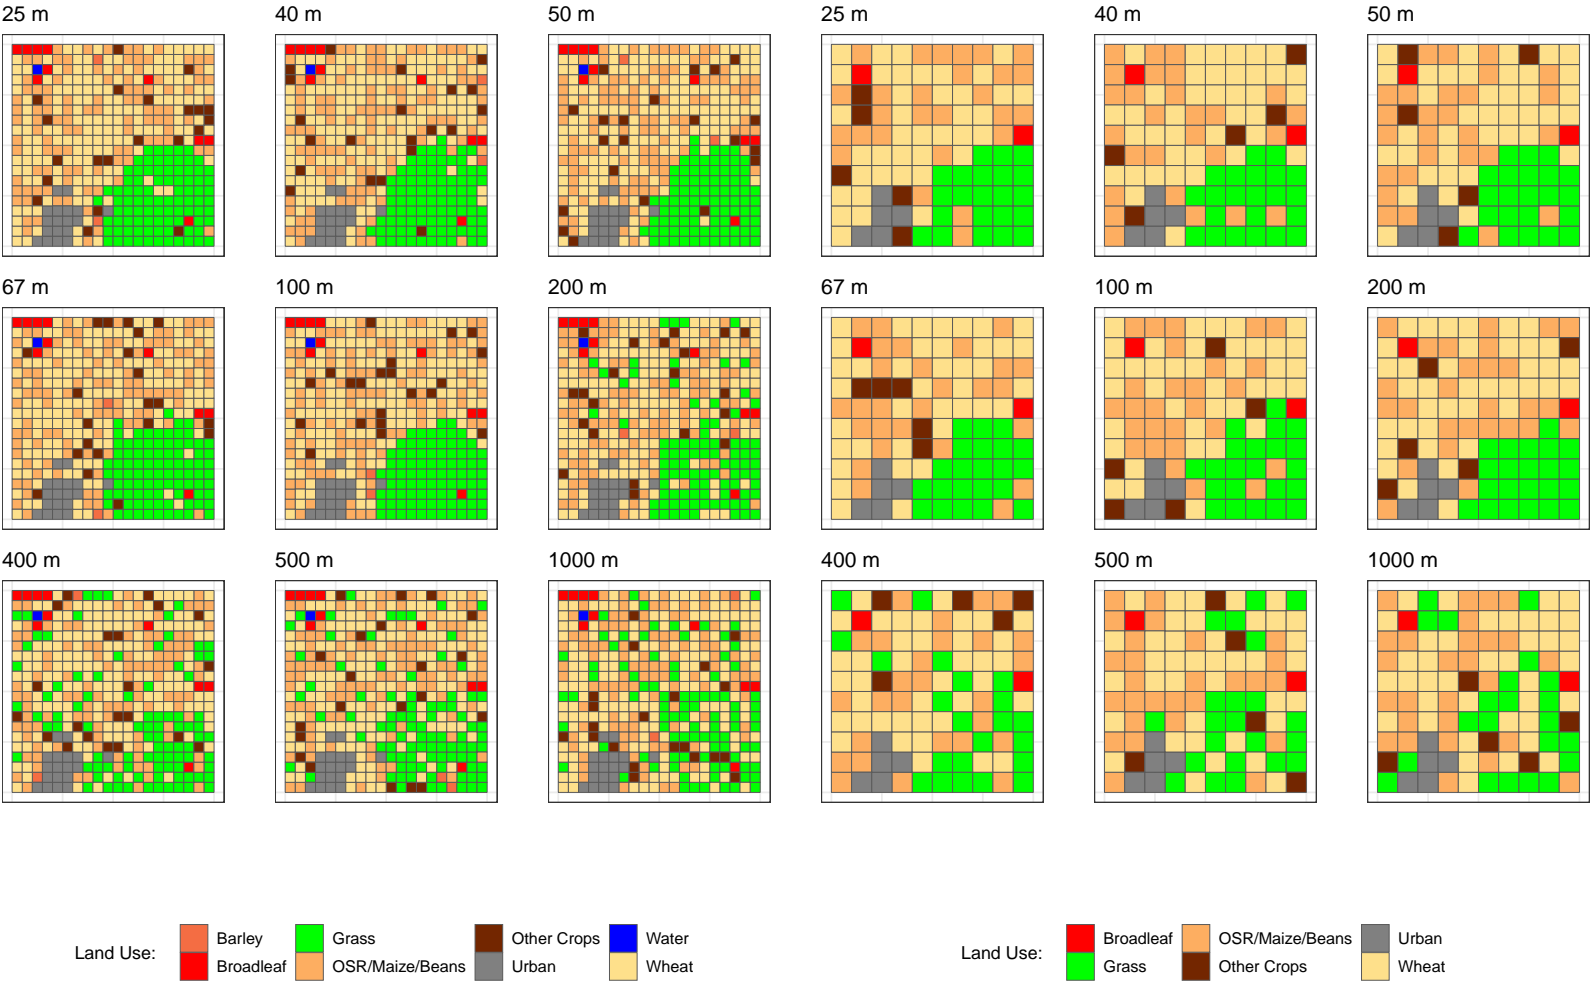 25 m
40 m
50 m
25 m
40 m
50 m
67 m
100 m
200 m
67 m
100 m
200 m
400 m
500 m
1000 m
400 m
500 m
1000 m
Land Use:
Barley
Grass
Other Crops
Water
Broadleaf
OSR/Maize/Beans
Urban
Wheat
Land Use:
Broadleaf
OSR/Maize/Beans
Urban
Grass
Other Crops
Wheat